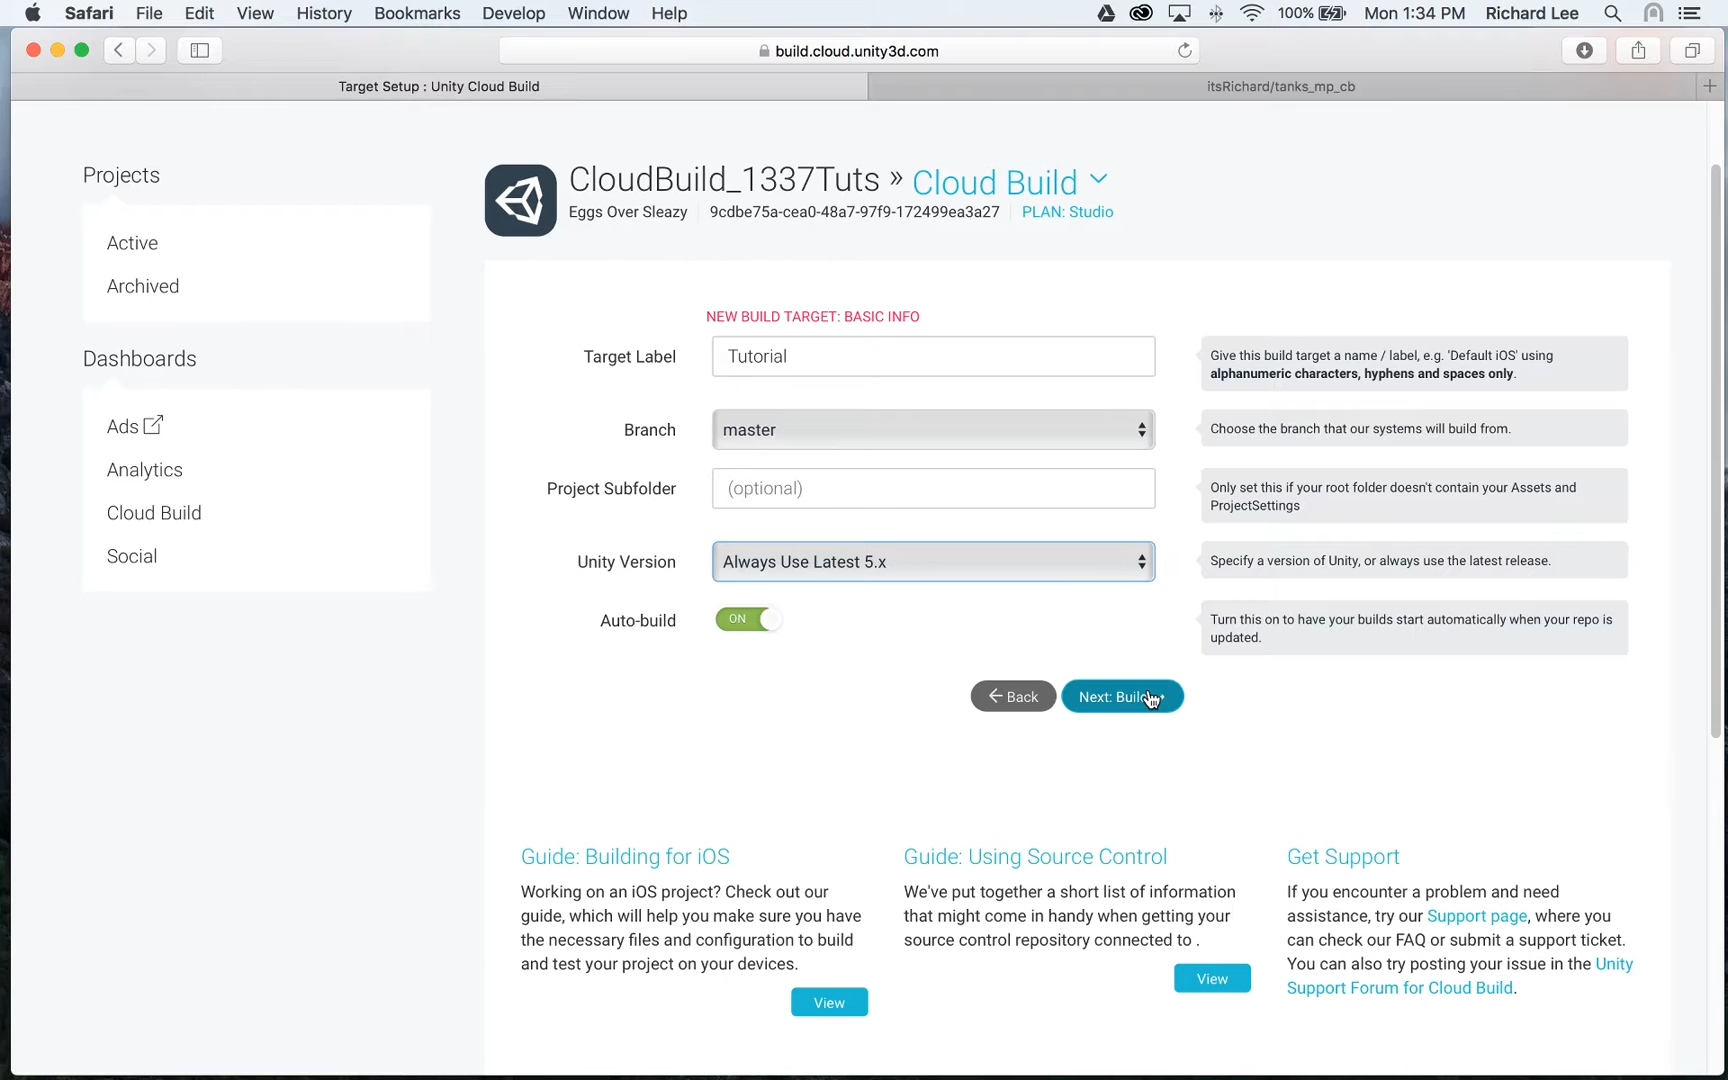 Safari File Edit View History Bookmarks Develop Window Help 100% Mon 1:34 PM Richard Lee
build.cloud.unity3d.com
Target Setup : Unity Cloud Build
itsRichard/tanks_mp_cb
Projects
Active
Archived
Dashboards
Ads
Analytics
Cloud Build
Social
CloudBuild_1337Tuts » Cloud Build
Eggs Over Sleazy 9cdbe75a-cea0-48a7-97f9-172499ea3a27 PLAN: Studio
NEW BUILD TARGET: BASIC INFO
Target Label Tutorial
Give this build target a name / label, e.g. 'Default iOS' using
alphanumeric characters, hyphens and spaces only.
Branch master
Choose the branch that our systems will build from.
Project Subfolder (optional)
Only set this if your root folder doesn't contain your Assets and
ProjectSettings
Unity Version Always Use Latest 5.x
Specify a version of Unity, or always use the latest release.
Auto-build ON
Turn this on to have your builds start automatically when your repo is
updated.
Back
Next:
Guide: Building for iOS
Working on an iOS project? Check out our
guide, which will help you make sure you have
the necessary files and configuration to build
and test your project on your devices.
View
Guide: Using Source Control
We've put together a short list of information
that might come in handy when getting your
source control repository connected to .
View
Get Support
If you encounter a problem and need
assistance, try our Support page, where you
can check our FAQ or submit a support ticket.
You can also try posting your issue in the Unity
Support Forum for Cloud Build.